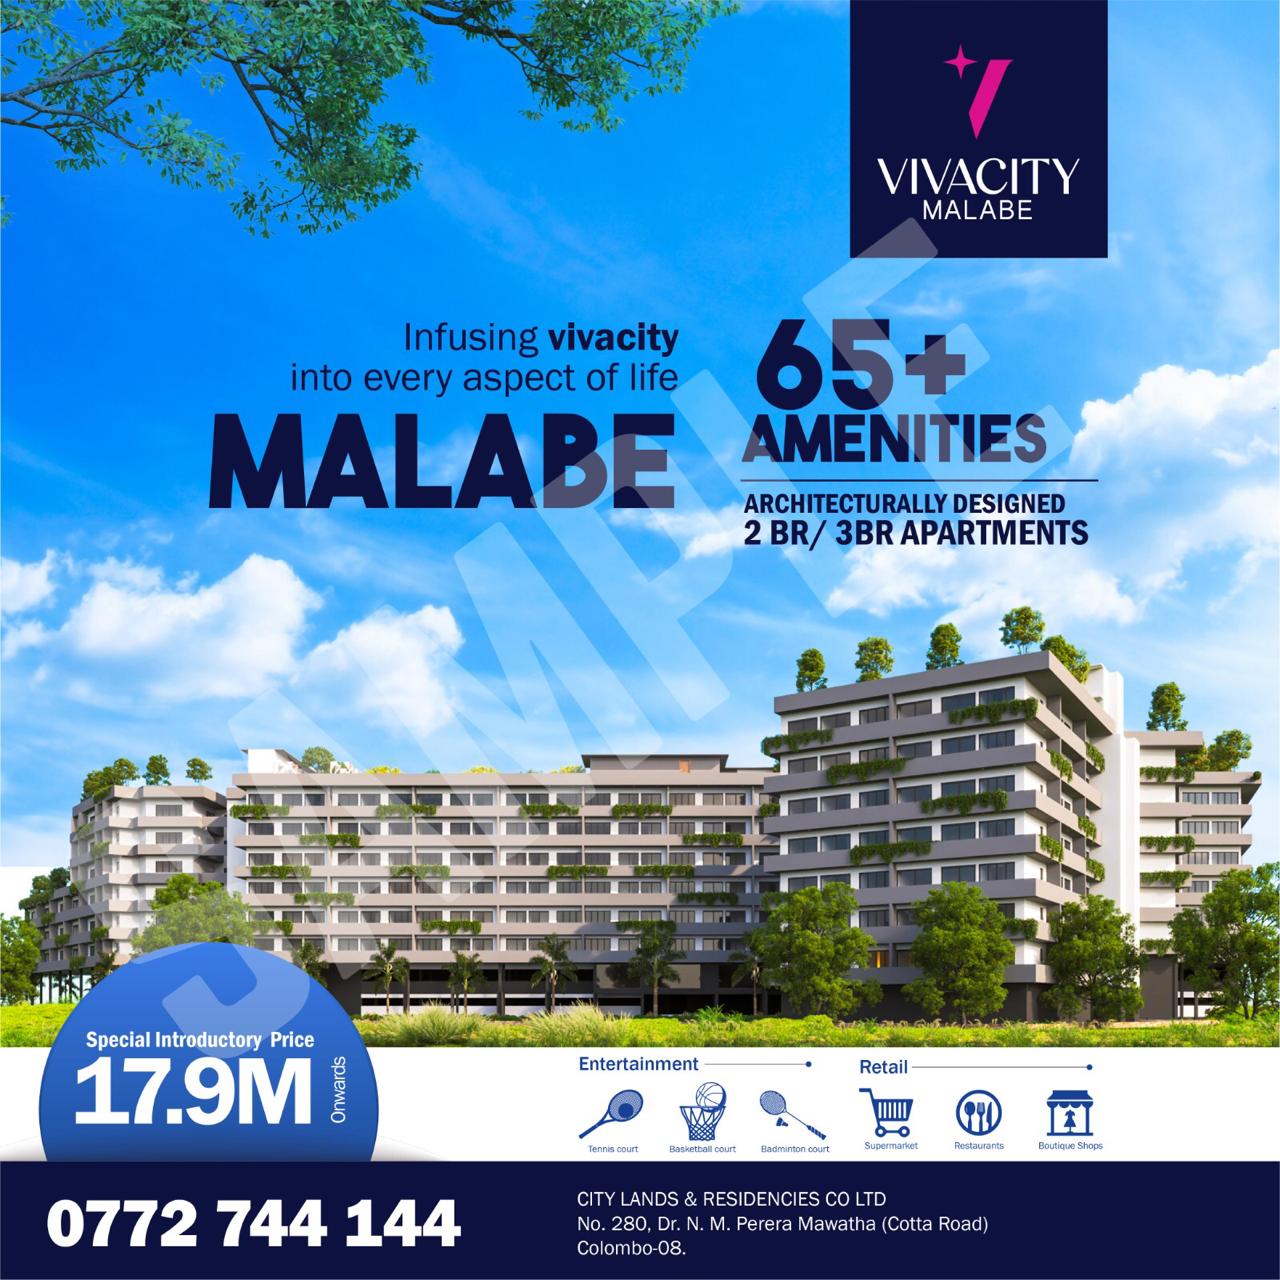 VIVACITY
MALABE
Infusing vivacity
into every aspect of life
MALABE
65+
AMENITIES
ARCHITECTURALLY DESIGNED
2 BR/ 3BR APARTMENTS
SAMPLE
Special Introductory Price
17.9M
Onwards
Entertainment
Tennis court
Basketball court
Badminton court
Retail
Supermarket
Restaurants
Boutique Shops
0772 744 144
CITY LANDS & RESIDENCIES CO LTD
No. 280, Dr. N. M. Perera Mawatha (Cotta Road)
Colombo-08.